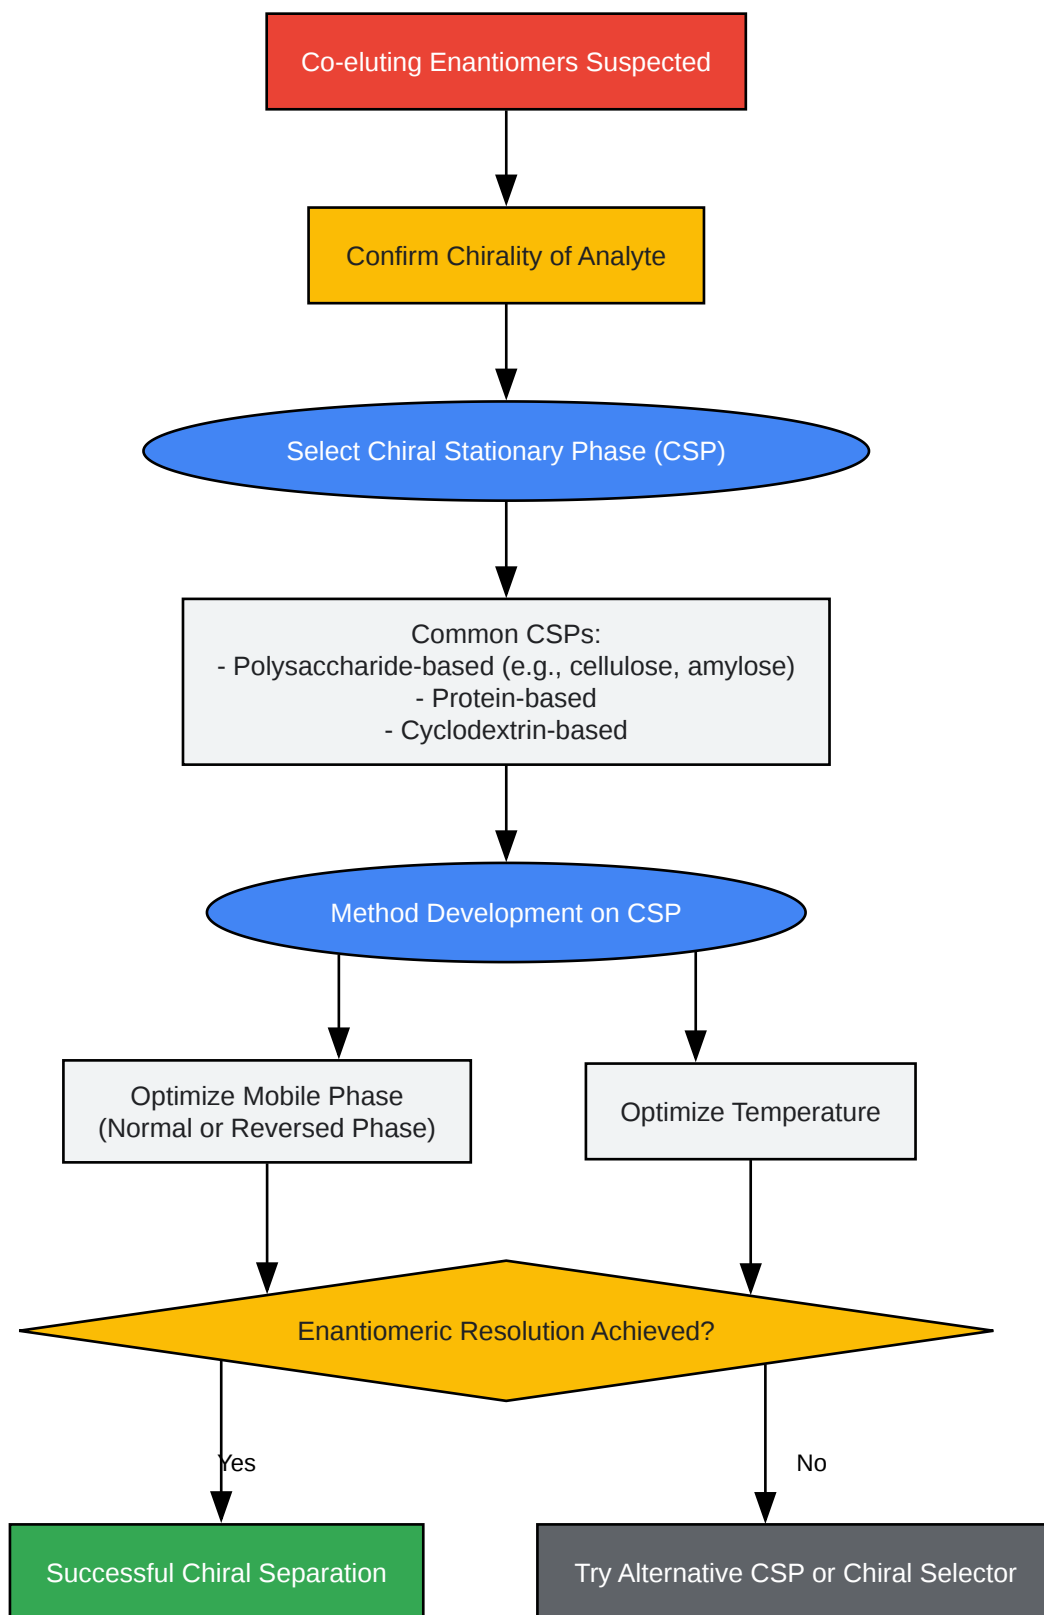 Co-eluting Enantiomers Suspected
Confirm Chirality of Analyte
Select Chiral Stationary Phase (CSP)
Common CSPs:
- Polysaccharide-based (e.g., cellulose, amylose)
- Protein-based
- Cyclodextrin-based
Method Development on CSP
Optimize Mobile Phase
(Normal or Reversed Phase)
Optimize Temperature
Enantiomeric Resolution Achieved?
Yes
No
Successful Chiral Separation
Try Alternative CSP or Chiral Selector